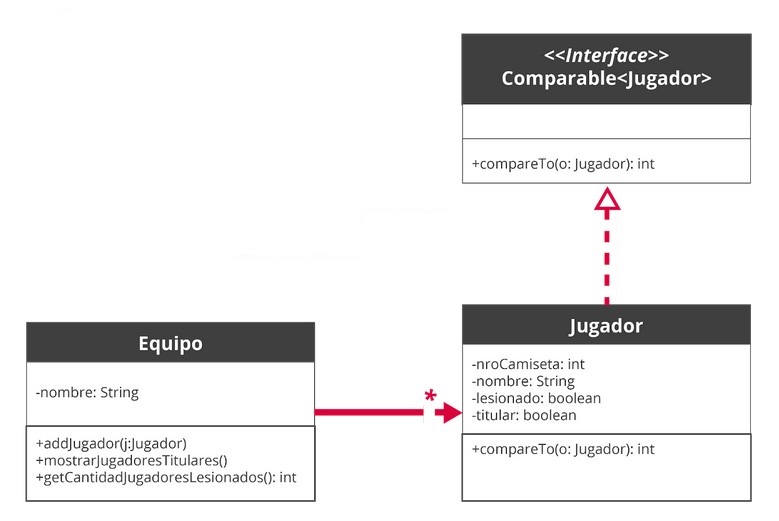 <<Interface>>
Comparable<Jugador>
+compareTo(o: Jugador): int
Equipo
-nombre: String
+addJugador(j:Jugador)
+mostrarJugadoresTitulares()
+getCantidadJugadoresLesionados(): int
*
Jugador
-nroCamiseta: int
-nombre: String
-lesionado: boolean
-titular: boolean
+compareTo(o: Jugador): int